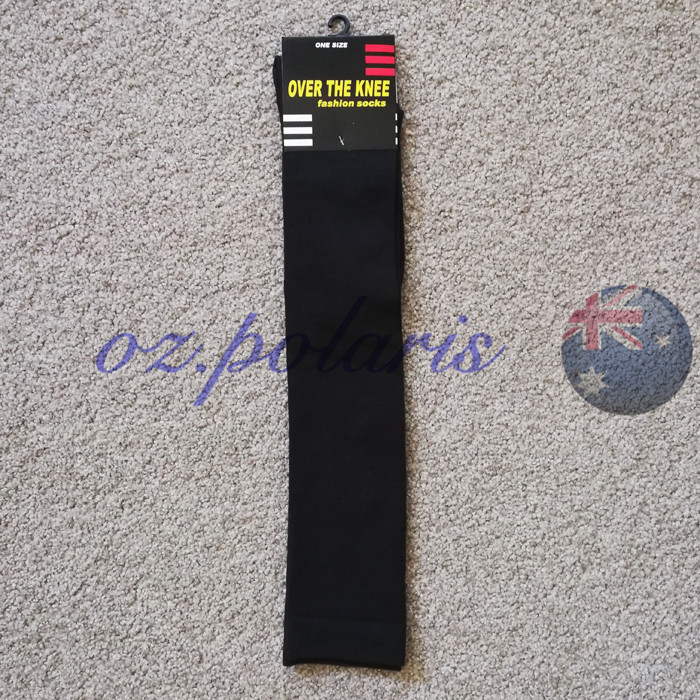 ONE SIZE
OVER THE KNEE
fashion socks
oz.polaris